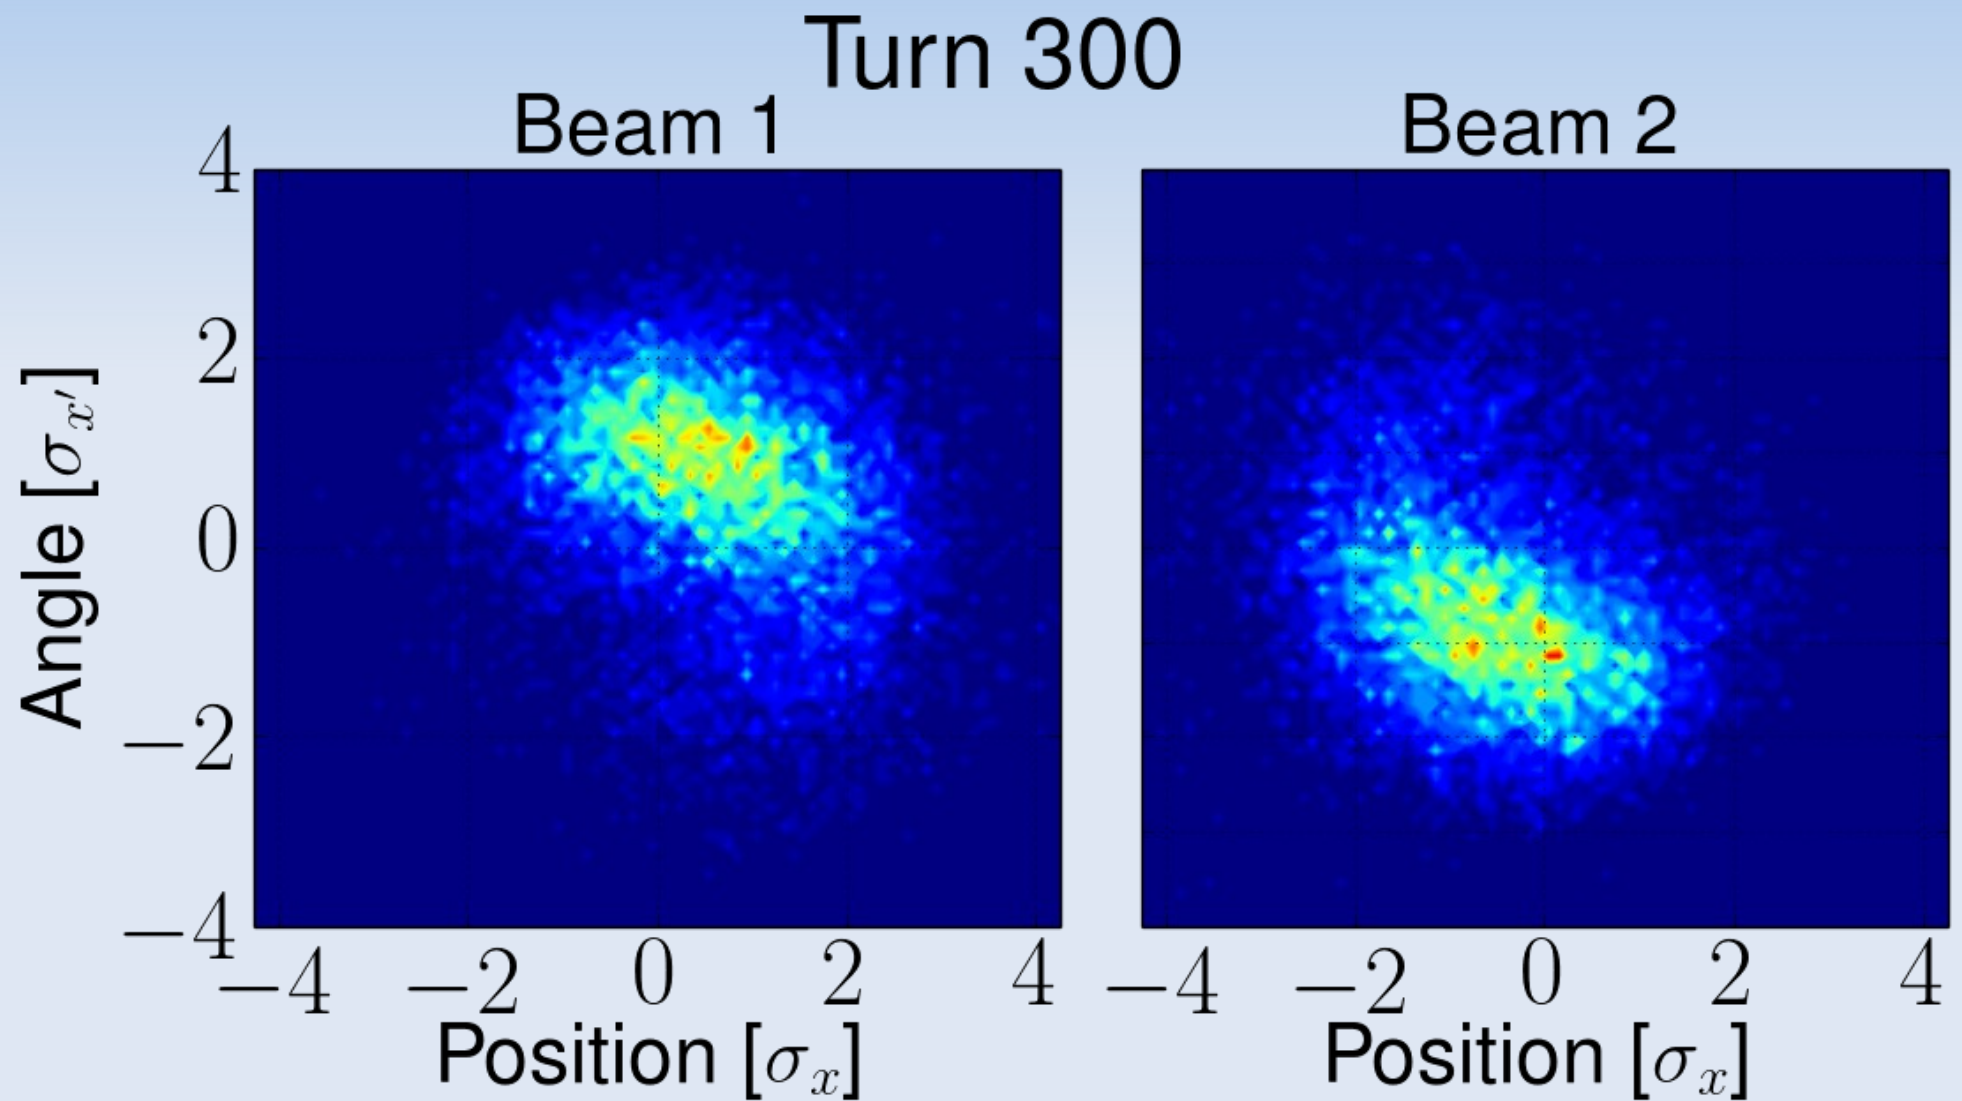 Turn 300
Beam 1
Beam 2
4
2
0
−2
−4
Angle [σx′]
−4 −2 0 2 4
−4 −2 0 2 4
Position [σx]
Position [σx]